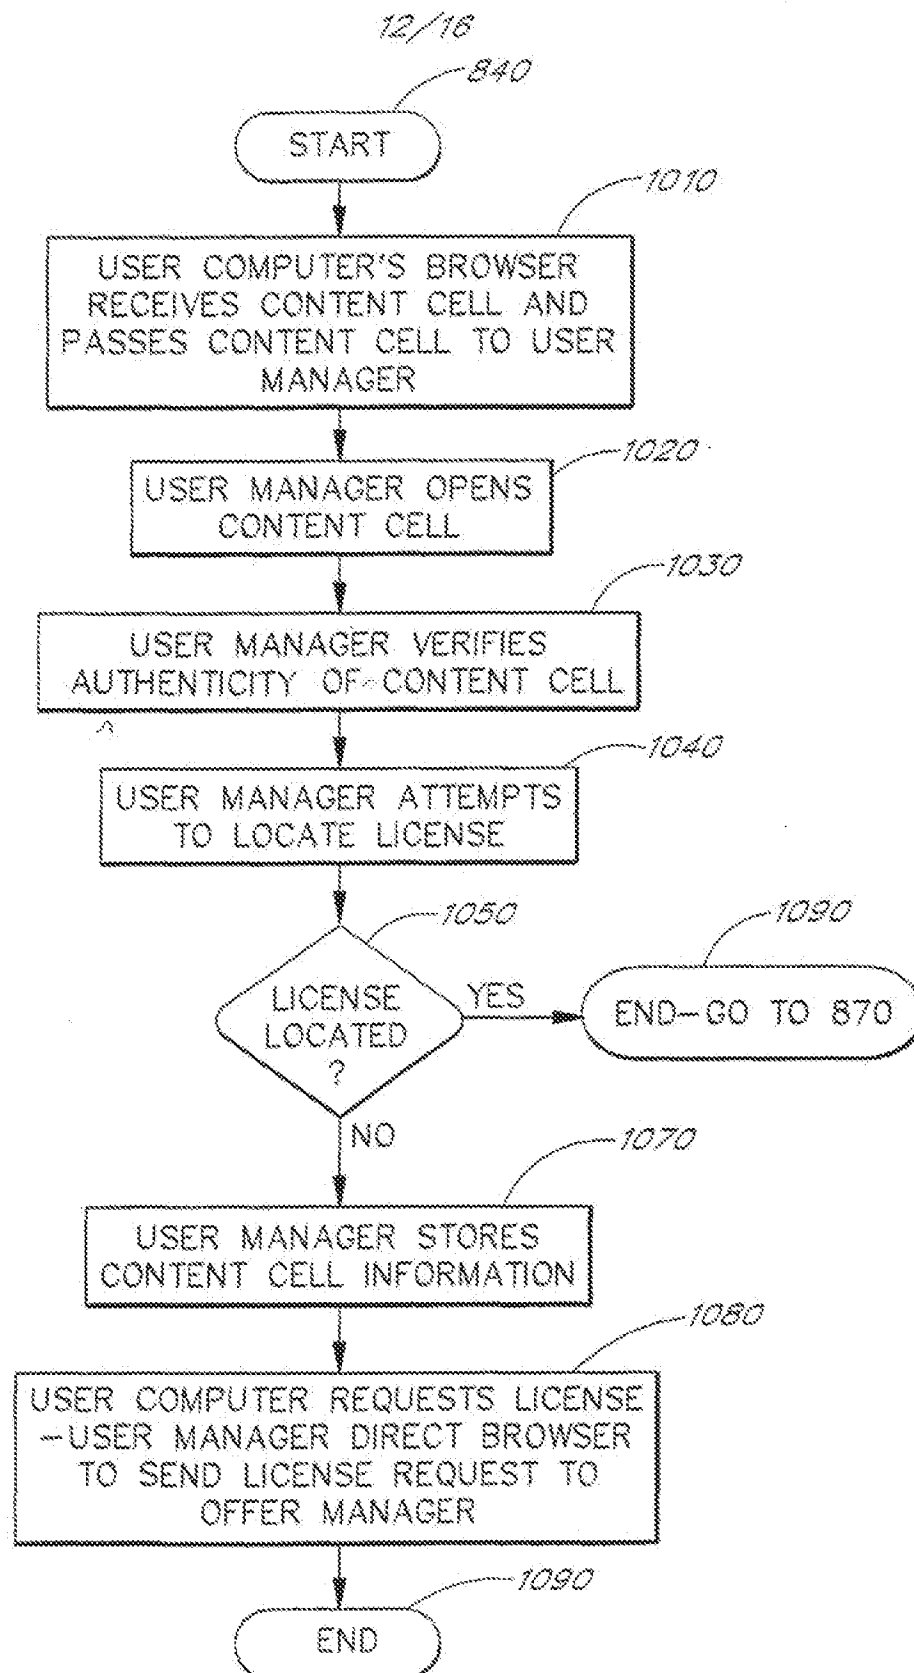 12/16
840
START
1010
USER COMPUTER'S BROWSER
RECEIVES CONTENT CELL AND
PASSES CONTENT CELL TO USER
MANAGER
1020
USER MANAGER OPENS
CONTENT CELL
1030
USER MANAGER VERIFIES
AUTHENTICITY OF CONTENT CELL
1040
USER MANAGER ATTEMPTS
TO LOCATE LICENSE
1050
LICENSE
LOCATED
?
YES
1090
END-GO TO 870
NO
1070
USER MANAGER STORES
CONTENT CELL INFORMATION
1080
USER COMPUTER REQUESTS LICENSE
-USER MANAGER DIRECT BROWSER
TO SEND LICENSE REQUEST TO
OFFER MANAGER
1090
END